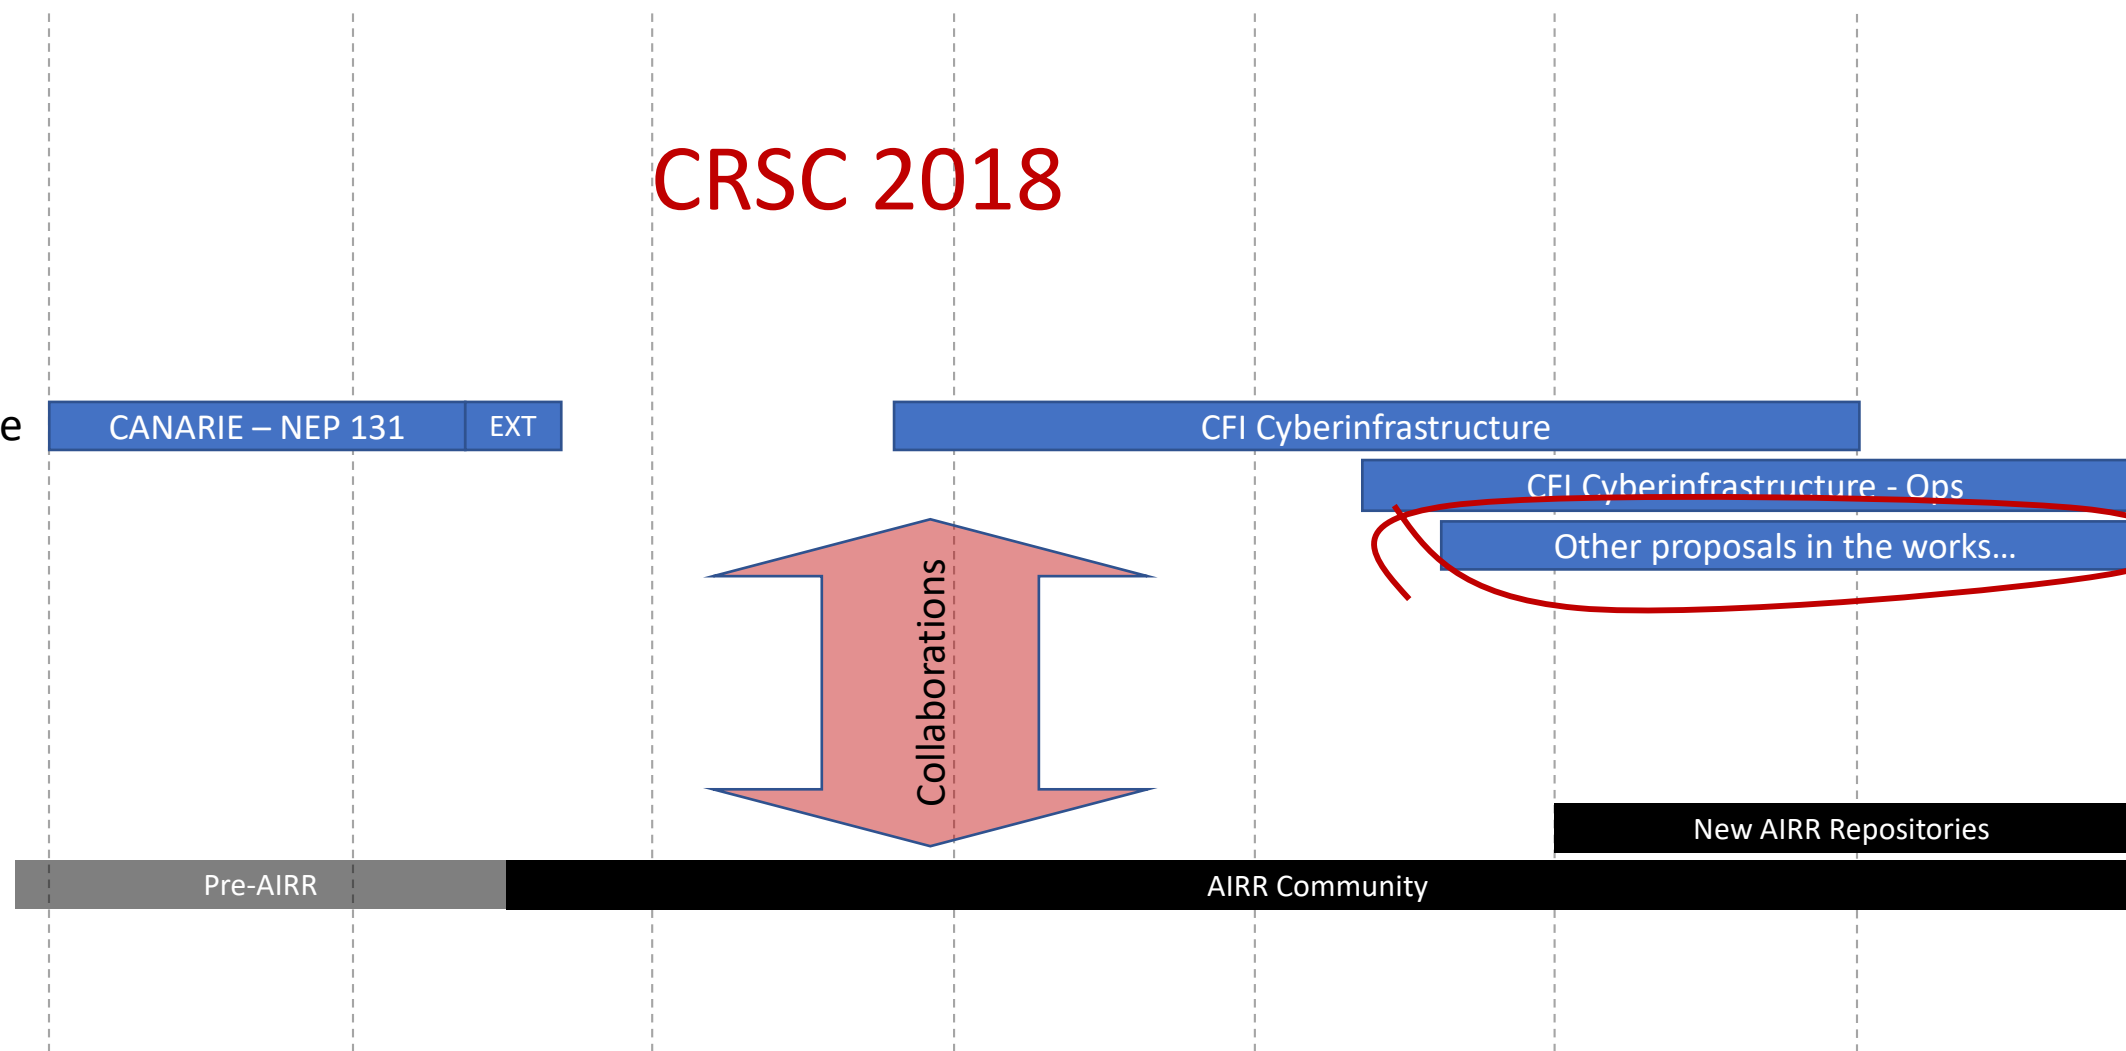 CRSC 2018
e
CANARIE – NEP 131
EXT
CFI Cyberinfrastructure
CFI Cyberinfrastructure - Ops
Other proposals in the works...
Collaborations
New AIRR Repositories
Pre-AIRR
AIRR Community